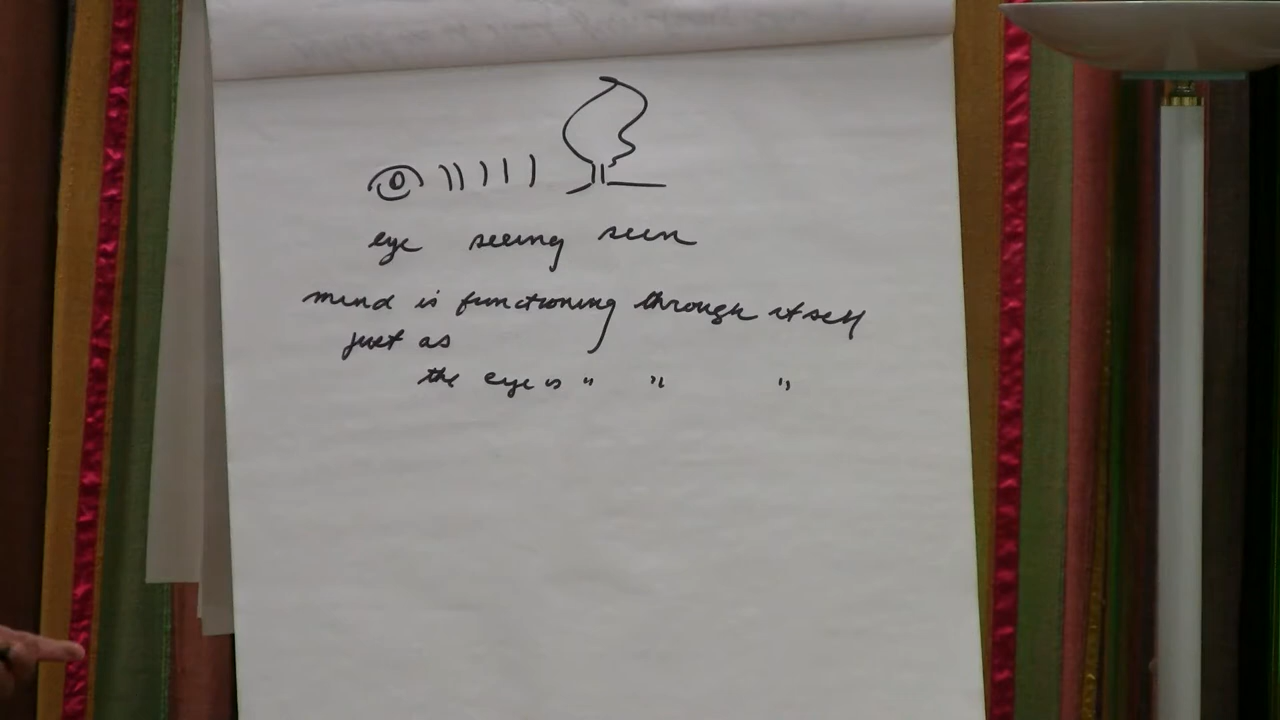 eye seeing seen
mind is functioning through itself
just as
the eye is " " "